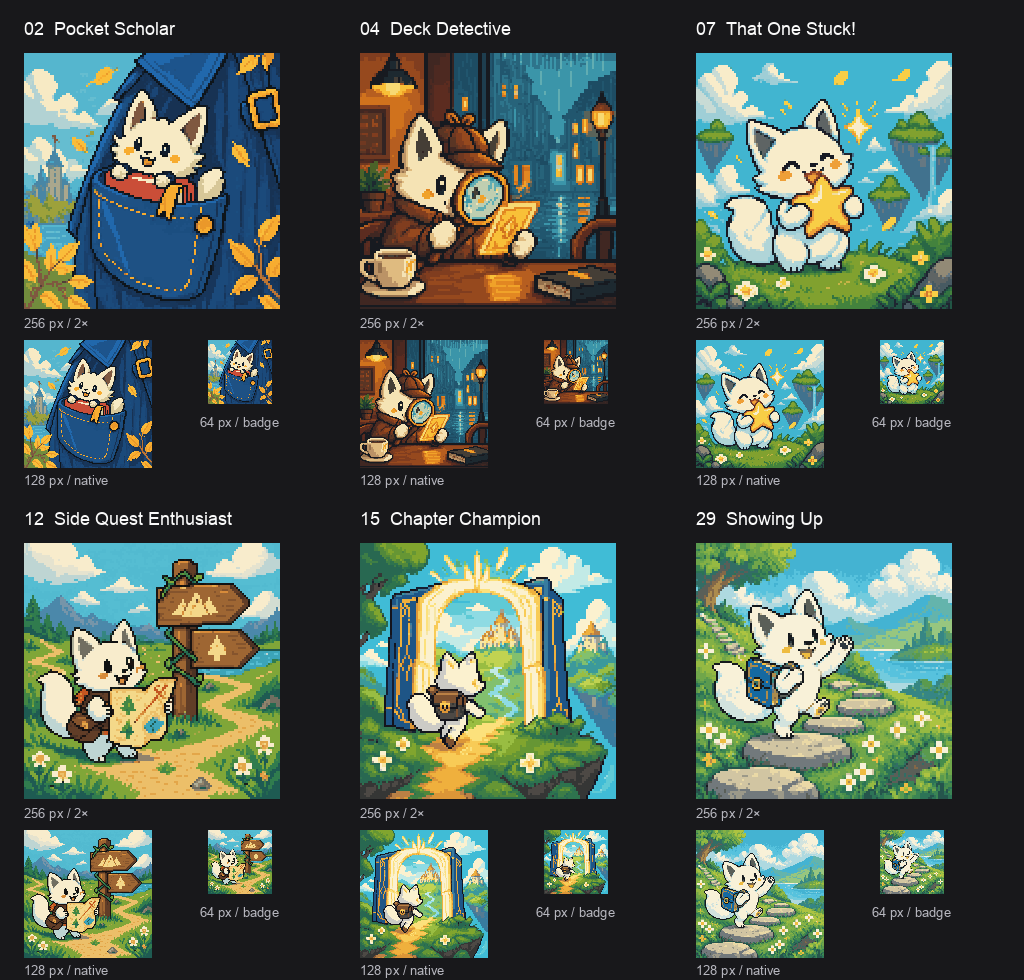 02 Pocket Scholar
04 Deck Detective
07 That One Stuck!
256 px / 2×
256 px / 2×
256 px / 2×
64 px / badge
64 px / badge
64 px / badge
128 px / native
128 px / native
128 px / native
12 Side Quest Enthusiast
15 Chapter Champion
29 Showing Up
256 px / 2×
256 px / 2×
256 px / 2×
64 px / badge
64 px / badge
64 px / badge
128 px / native
128 px / native
128 px / native